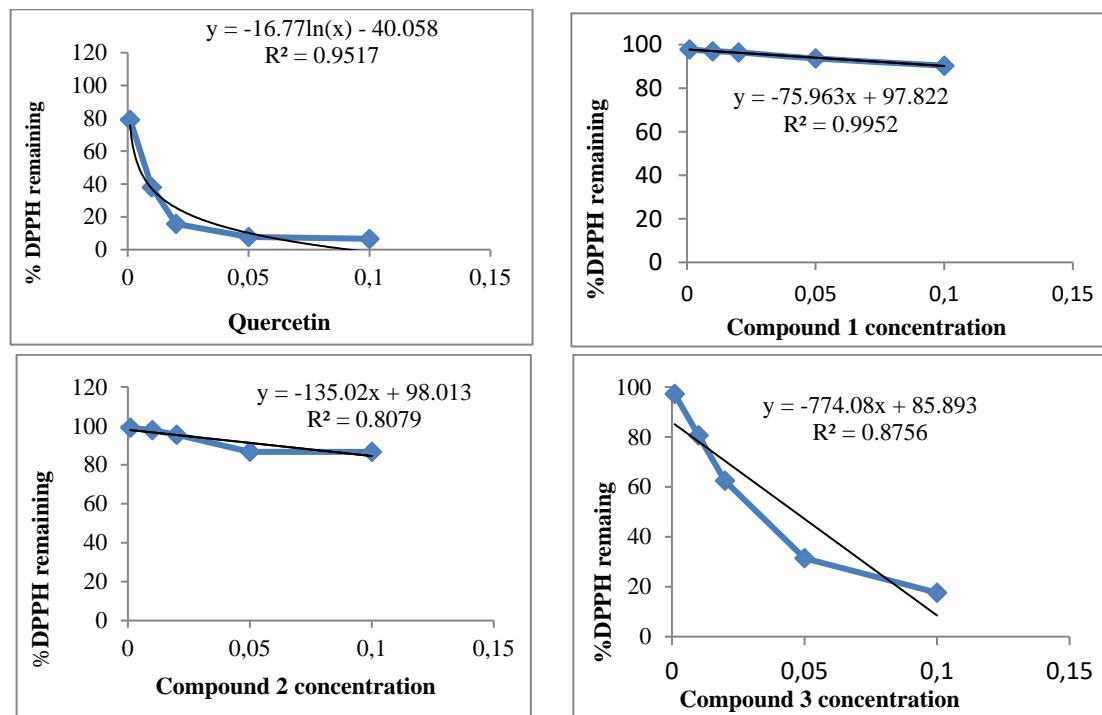 y = -16.77ln(x) - 40.058
R² = 0.9517
120
100
80
60
40
20
0
0
0,05
0,1
0,15
% DPPH remaining
Quercetin
y = -75.963x + 97.822
R² = 0.9952
100
80
60
40
20
0
0
0,05
0,1
0,15
%DPPH remaining
Compound 1 concentration
y = -135.02x + 98.013
R² = 0.8079
120
100
80
60
40
20
0
0
0,05
0,1
0,15
%DPPH remaining
Compound 2 concentration
y = -774.08x + 85.893
R² = 0.8756
100
80
60
40
20
0
0
0,05
0,1
0,15
%DPPH remaing
Compound 3 concentration